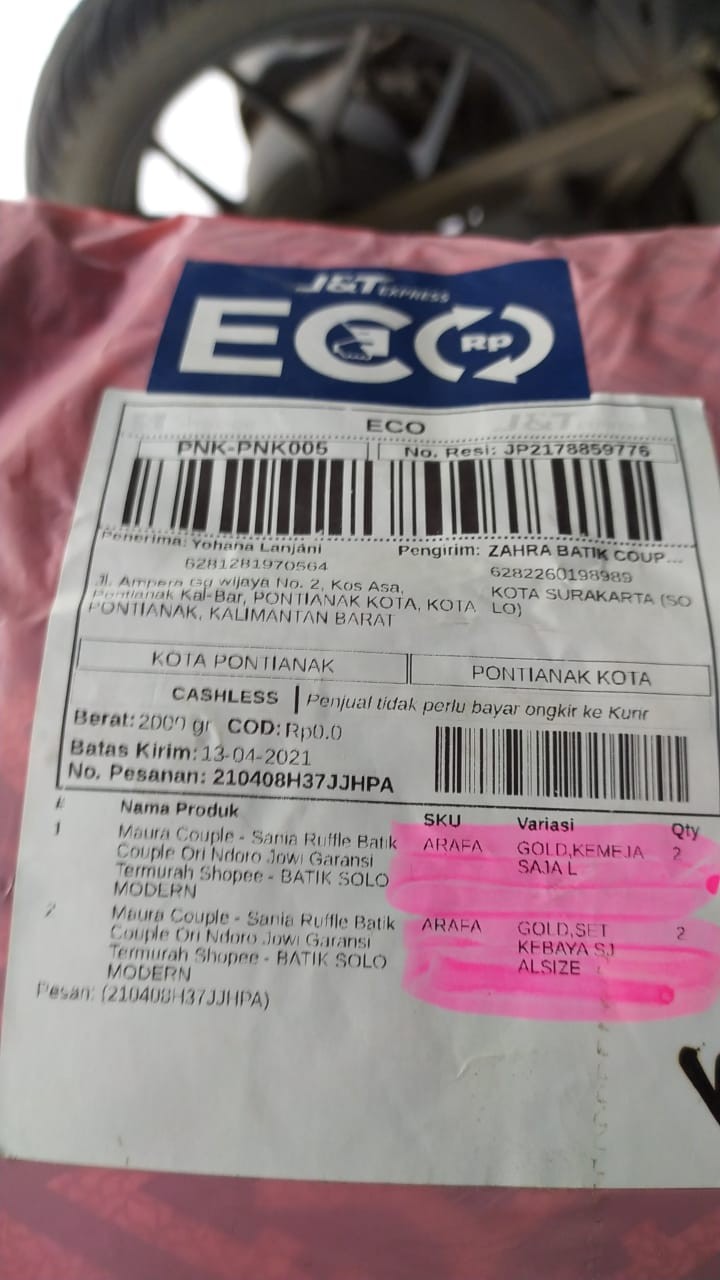 J&T EXPRESS
ECO RP
ECO
PNK-PNK005
No. Resi: JP2178859776
Penerima: Yohana Lanjani
6281281970564
Jl. Ampera Gg wijaya No. 2, Kos Asa,
Pontianak Kal-Bar, PONTIANAK KOTA, KOTA
PONTIANAK, KALIMANTAN BARAT
Pengirim: ZAHRA BATIK COUP...
6282260198989
KOTA SURAKARTA (SO
LO)
KOTA PONTIANAK
PONTIANAK KOTA
CASHLESS Penjual tidak perlu bayar ongkir ke Kurir
Berat: 2000 gr COD: Rp0.0
Batas Kirim: 13-04-2021
No. Pesanan: 210408H37JJHPA
# Nama Produk SKU Variasi Qty
1 Maura Couple - Sania Ruffle Batik ARAFA GOLD,KEMEJA 2
Couple Ori Ndoro Jowi Garansi SAJA L
Termurah Shopee - BATIK SOLO
MODERN
2 Maura Couple - Sania Ruffle Batik ARAFA GOLD,SET 2
Couple Ori Ndoro Jowi Garansi KEBAYA SJ
Termurah Shopee - BATIK SOLO ALSIZE
MODERN
Pesan: (210408H37JJHPA)